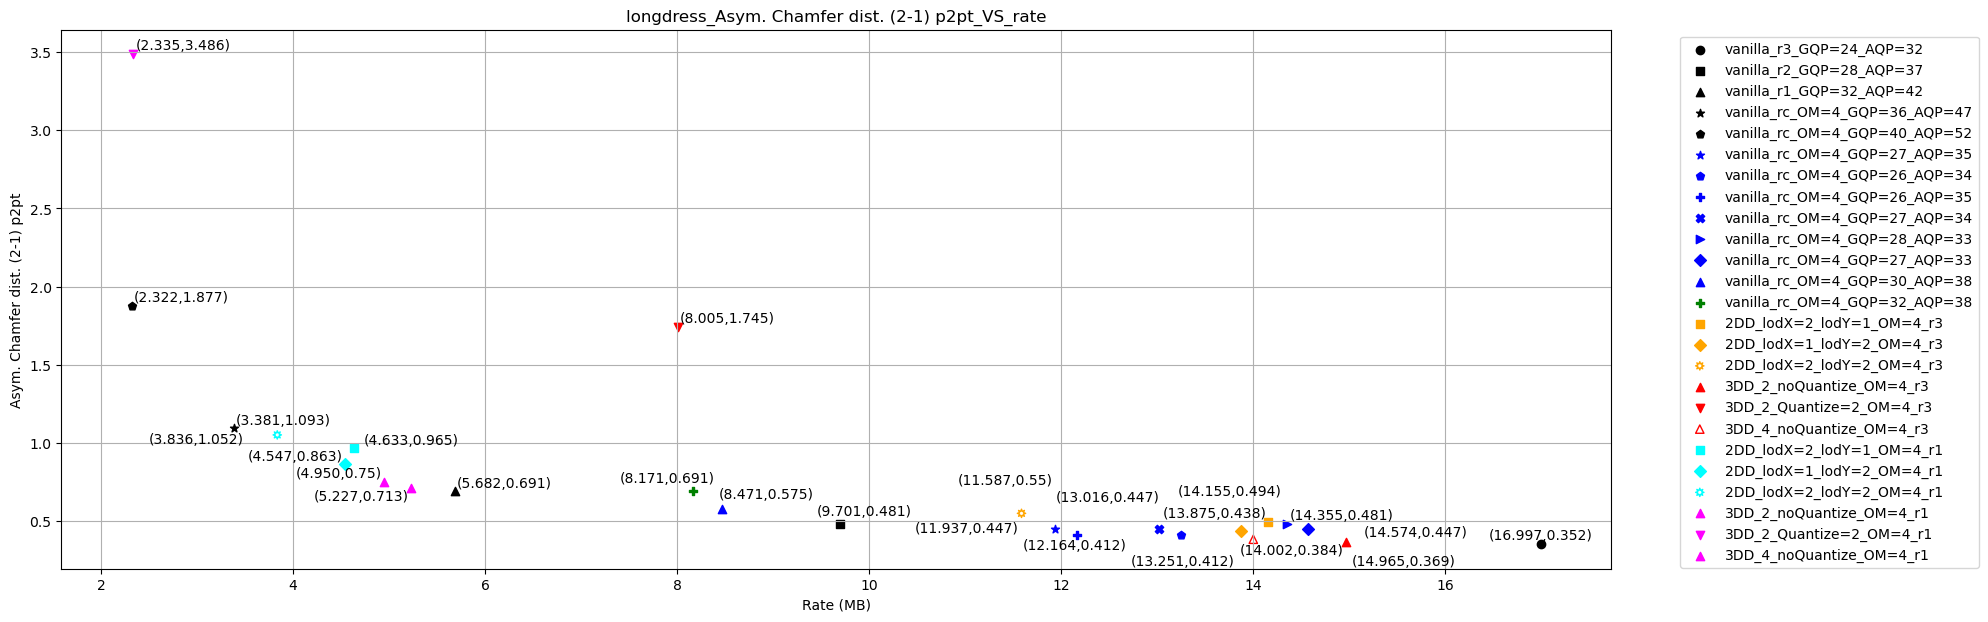 longdress_Asym. Chamfer dist. (2-1) p2pt_VS_rate
Asym. Chamfer dist. (2-1) p2pt
3.5
3.0
2.5
2.0
1.5
1.0
0.5
(2.335,3.486)
(2.322,1.877)
(8.005,1.745)
(3.381,1.093)
(3.836,1.052)
(4.633,0.965)
(4.547,0.863)
(4.950,0.75)
(5.227,0.713)
(5.682,0.691)
(8.171,0.691)
(8.471,0.575)
(9.701,0.481)
(11.587,0.55)
(11.937,0.447)
(12.164,0.412)
(13.016,0.447)
(13.251,0.412)
(14.155,0.494)
(13.875,0.438)
(14.002,0.384)
(14.355,0.481)
(14.574,0.447)
(14.965,0.369)
(16.997,0.352)
2
4
6
8
10
12
14
16
Rate (MB)
vanilla_r3_GQP=24_AQP=32
vanilla_r2_GQP=28_AQP=37
vanilla_r1_GQP=32_AQP=42
vanilla_rc_OM=4_GQP=36_AQP=47
vanilla_rc_OM=4_GQP=40_AQP=52
vanilla_rc_OM=4_GQP=27_AQP=35
vanilla_rc_OM=4_GQP=26_AQP=34
vanilla_rc_OM=4_GQP=26_AQP=35
vanilla_rc_OM=4_GQP=27_AQP=34
vanilla_rc_OM=4_GQP=28_AQP=33
vanilla_rc_OM=4_GQP=27_AQP=33
vanilla_rc_OM=4_GQP=30_AQP=38
vanilla_rc_OM=4_GQP=32_AQP=38
2DD_lodX=2_lodY=1_OM=4_r3
2DD_lodX=1_lodY=2_OM=4_r3
2DD_lodX=2_lodY=2_OM=4_r3
3DD_2_noQuantize_OM=4_r3
3DD_2_Quantize=2_OM=4_r3
3DD_4_noQuantize_OM=4_r3
2DD_lodX=2_lodY=1_OM=4_r1
2DD_lodX=1_lodY=2_OM=4_r1
2DD_lodX=2_lodY=2_OM=4_r1
3DD_2_noQuantize_OM=4_r1
3DD_2_Quantize=2_OM=4_r1
3DD_4_noQuantize_OM=4_r1